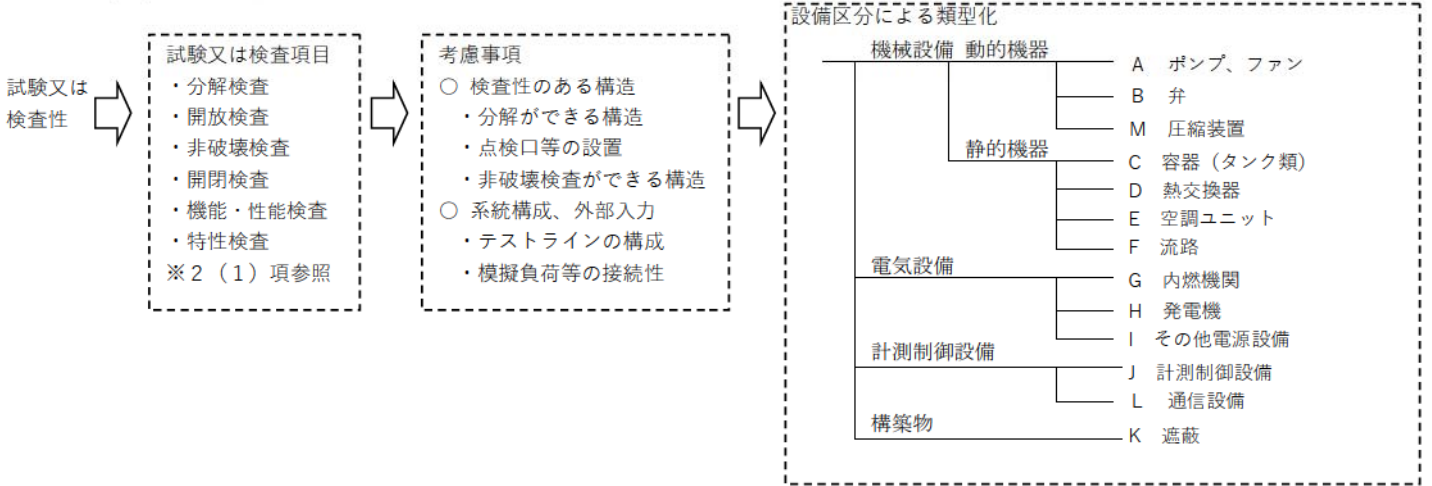 試験又は
検査性
試験又は検査項目
・分解検査
・開放検査
・非破壊検査
・開閉検査
・機能・性能検査
・特性検査
※２（１）項参照
考慮事項
○ 検査性のある構造
・分解ができる構造
・点検口等の設置
・非破壊検査ができる構造
○ 系統構成、外部入力
・テストラインの構成
・模擬負荷等の接続性
設備区分による類型化
機械設備 動的機器
A ポンプ、ファン
B 弁
M 圧縮装置
静的機器
C 容器（タンク類）
D 熱交換器
E 空調ユニット
F 流路
電気設備
G 内燃機関
H 発電機
I その他電源設備
計測制御設備
J 計測制御設備
L 通信設備
構築物
K 遮蔽